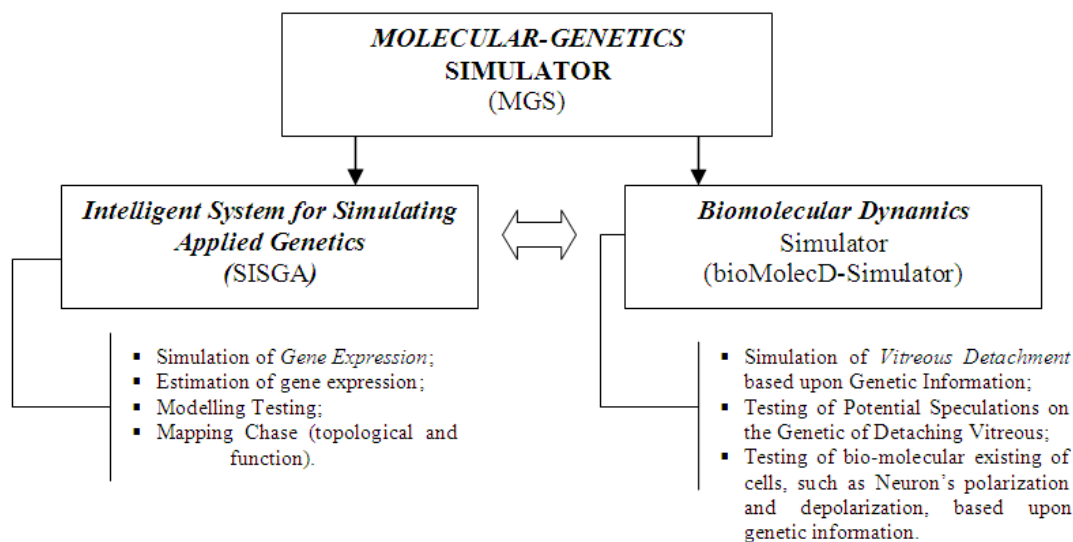 MOLECULAR-GENETICS
SIMULATOR
(MGS)
Intelligent System for Simulating
Applied Genetics
(SISGA)
Biomolecular Dynamics
Simulator
(bioMolecD-Simulator)
▪ Simulation of Gene Expression;
▪ Estimation of gene expression;
▪ Modelling Testing;
▪ Mapping Chase (topological and
function).
▪ Simulation of Vitreous Detachment
based upon Genetic Information;
▪ Testing of Potential Speculations on
the Genetic of Detaching Vitreous;
▪ Testing of bio-molecular existing of
cells, such as Neuron's polarization
and depolarization, based upon
genetic information.